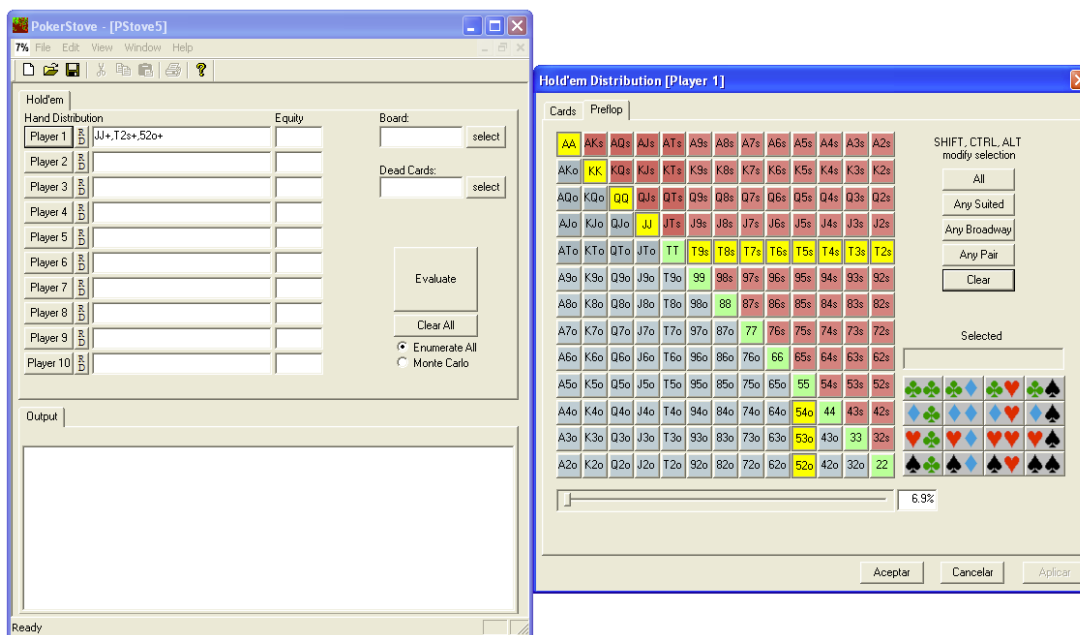 PokerStove - [PStove5]
7% File Edit View Window Help
Hold'em
Hand Distribution Equity Board:
Player 1 R D JJ+,T2s+,52o+ select
Player 2 R D
Dead Cards:
Player 3 R D select
Player 4 R D
Player 5 R D
Player 6 R D
Player 7 R D
Evaluate
Player 8 R D
Clear All
Player 9 R D
Enumerate All
Player 10 R D
Monte Carlo
Output
Ready
Hold'em Distribution [Player 1]
Cards Preflop
AA AKs AQs AJs ATs A9s A8s A7s A6s A5s A4s A3s A2s
AKo KK KQs KJs KTs K9s K8s K7s K6s K5s K4s K3s K2s
AQo KQo QQ QJs QTs Q9s Q8s Q7s Q6s Q5s Q4s Q3s Q2s
AJo KJo QJo JJ JTs J9s J8s J7s J6s J5s J4s J3s J2s
ATo KTo QTo JTo TT T9s T8s T7s T6s T5s T4s T3s T2s
A9o K9o Q9o J9o T9o 99 98s 97s 96s 95s 94s 93s 92s
A8o K8o Q8o J8o T8o 98o 88 87s 86s 85s 84s 83s 82s
A7o K7o Q7o J7o T7o 97o 87o 77 76s 75s 74s 73s 72s
A6o K6o Q6o J6o T6o 96o 86o 76o 66 65s 64s 63s 62s
A5o K5o Q5o J5o T5o 95o 85o 75o 65o 55 54s 53s 52s
A4o K4o Q4o J4o T4o 94o 84o 74o 64o 54o 44 43s 42s
A3o K3o Q3o J3o T3o 93o 83o 73o 63o 53o 43o 33 32s
A2o K2o Q2o J2o T2o 92o 82o 72o 62o 52o 42o 32o 22
SHIFT, CTRL, ALT
modify selection
All
Any Suited
Any Broadway
Any Pair
Clear
Selected
6.9%
Aceptar Cancelar Aplicar